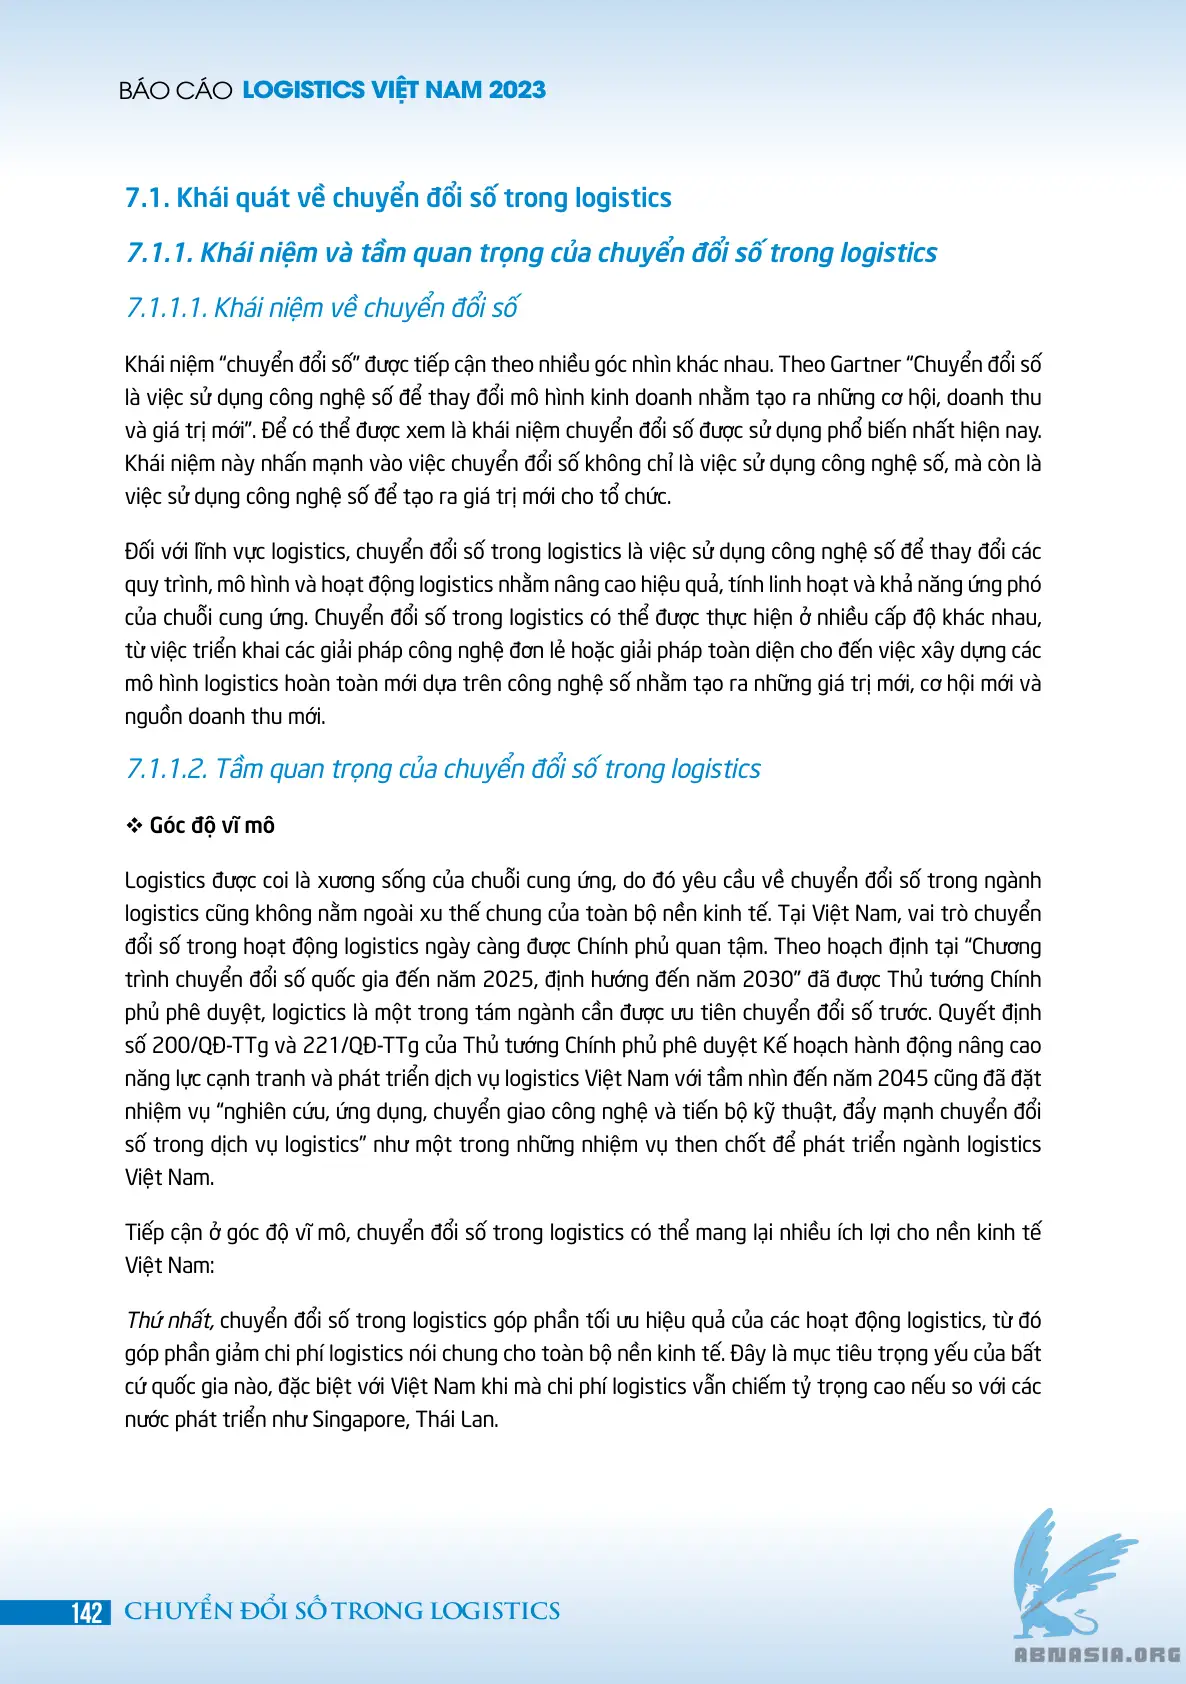 BÁO CÁO LOGISTICS VIỆT NAM 2023
7.1. Khái quát về chuyển đổi số trong logistics
7.1.1. Khái niệm và tầm quan trọng của chuyển đổi số trong logistics
7.1.1.1. Khái niệm về chuyển đổi số
Khái niệm “chuyển đổi số” được tiếp cận theo nhiều góc nhìn khác nhau. Theo Gartner “Chuyển đổi số
là việc sử dụng công nghệ số để thay đổi mô hình kinh doanh nhằm tạo ra những cơ hội, doanh thu
và giá trị mới”. Để có thể được xem là khái niệm chuyển đổi số được sử dụng phổ biến nhất hiện nay.
Khái niệm này nhấn mạnh vào việc chuyển đổi số không chỉ là việc sử dụng công nghệ số, mà còn là
việc sử dụng công nghệ số để tạo ra giá trị mới cho tổ chức.
Đối với lĩnh vực logistics, chuyển đổi số trong logistics là việc sử dụng công nghệ số để thay đổi các
quy trình, mô hình và hoạt động logistics nhằm nâng cao hiệu quả, tính linh hoạt và khả năng ứng phó
của chuỗi cung ứng. Chuyển đổi số trong logistics có thể được thực hiện ở nhiều cấp độ khác nhau,
từ việc triển khai các giải pháp công nghệ đơn lẻ hoặc giải pháp toàn diện cho đến việc xây dựng các
mô hình logistics hoàn toàn mới dựa trên công nghệ số nhằm tạo ra những giá trị mới, cơ hội mới và
nguồn doanh thu mới.
7.1.1.2. Tầm quan trọng của chuyển đổi số trong logistics
❖ Góc độ vĩ mô
Logistics được coi là xương sống của chuỗi cung ứng, do đó yêu cầu về chuyển đổi số trong ngành
logistics cũng không nằm ngoài xu thế chung của toàn bộ nền kinh tế. Tại Việt Nam, vai trò chuyển
đổi số trong hoạt động logistics ngày càng được Chính phủ quan tậm. Theo hoạch định tại “Chương
trình chuyển đổi số quốc gia đến năm 2025, định hướng đến năm 2030” đã được Thủ tướng Chính
phủ phê duyệt, logictics là một trong tám ngành cần được ưu tiên chuyển đổi số trước. Quyết định
số 200/QĐ-TTg và 221/QĐ-TTg của Thủ tướng Chính phủ phê duyệt Kế hoạch hành động nâng cao
năng lực cạnh tranh và phát triển dịch vụ logistics Việt Nam với tầm nhìn đến năm 2045 cũng đã đặt
nhiệm vụ “nghiên cứu, ứng dụng, chuyển giao công nghệ và tiến bộ kỹ thuật, đẩy mạnh chuyển đổi
số trong dịch vụ logistics” như một trong những nhiệm vụ then chốt để phát triển ngành logistics
Việt Nam.
Tiếp cận ở góc độ vĩ mô, chuyển đổi số trong logistics có thể mang lại nhiều ích lợi cho nền kinh tế
Việt Nam:
Thứ nhất, chuyển đổi số trong logistics góp phần tối ưu hiệu quả của các hoạt động logistics, từ đó
góp phần giảm chi phí logistics nói chung cho toàn bộ nền kinh tế. Đây là mục tiêu trọng yếu của bất
cứ quốc gia nào, đặc biệt với Việt Nam khi mà chi phí logistics vẫn chiếm tỷ trọng cao nếu so với các
nước phát triển như Singapore, Thái Lan.
142 CHUYỂN ĐỔI SỐ TRONG LOGISTICS
ABNASIA.ORG